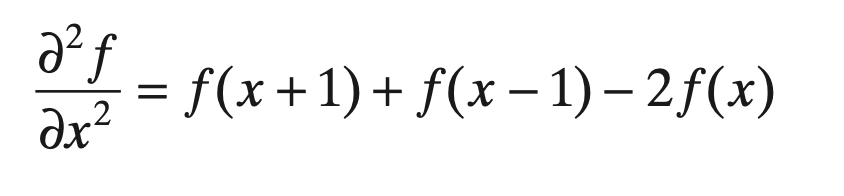 ∂²f/∂x² = f(x + 1) + f(x − 1) − 2f(x)